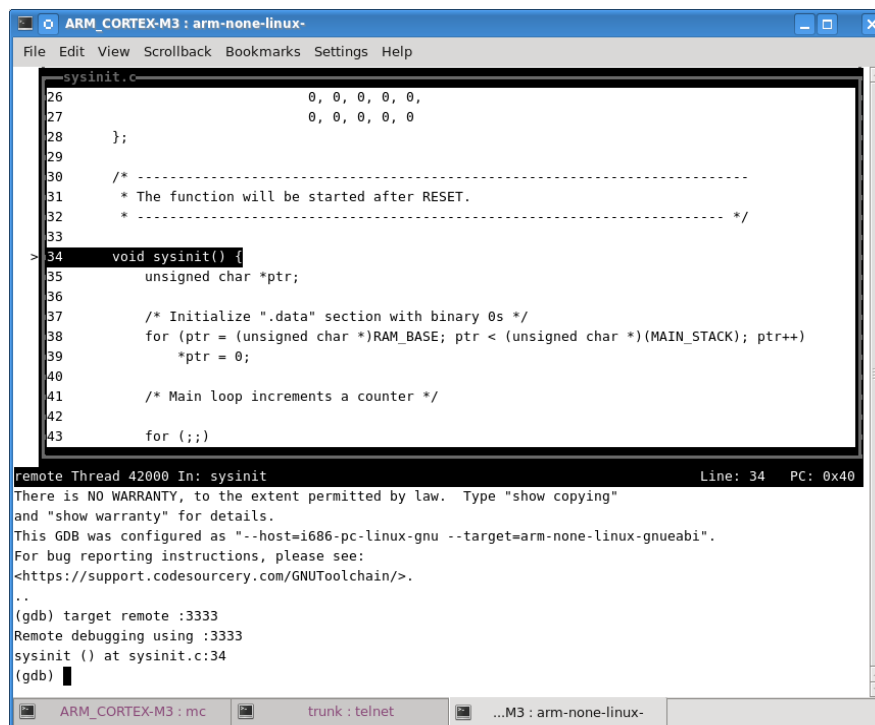 ARM_CORTEX-M3 : arm-none-linux-
File Edit View Scrollback Bookmarks Settings Help
sysinit.c
26                              0, 0, 0, 0, 0,
27                              0, 0, 0, 0, 0
28      };
29
30      /* ---------------------------------------------------------------------------
31       * The function will be started after RESET.
32       * ------------------------------------------------------------------------- */
33
>34      void sysinit() {
35          unsigned char *ptr;
36
37          /* Initialize ".data" section with binary 0s */
38          for (ptr = (unsigned char *)RAM_BASE; ptr < (unsigned char *)(MAIN_STACK); ptr++)
39              *ptr = 0;
40
41          /* Main loop increments a counter */
42
43          for (;;)
remote Thread 42000 In: sysinit Line: 34 PC: 0x40
There is NO WARRANTY, to the extent permitted by law.  Type "show copying"
and "show warranty" for details.
This GDB was configured as "--host=i686-pc-linux-gnu --target=arm-none-linux-gnueabi".
For bug reporting instructions, please see:
<https://support.codesourcery.com/GNUToolchain/>.
..
(gdb) target remote :3333
Remote debugging using :3333
sysinit () at sysinit.c:34
(gdb)
ARM_CORTEX-M3 : mc trunk : telnet ...M3 : arm-none-linux-